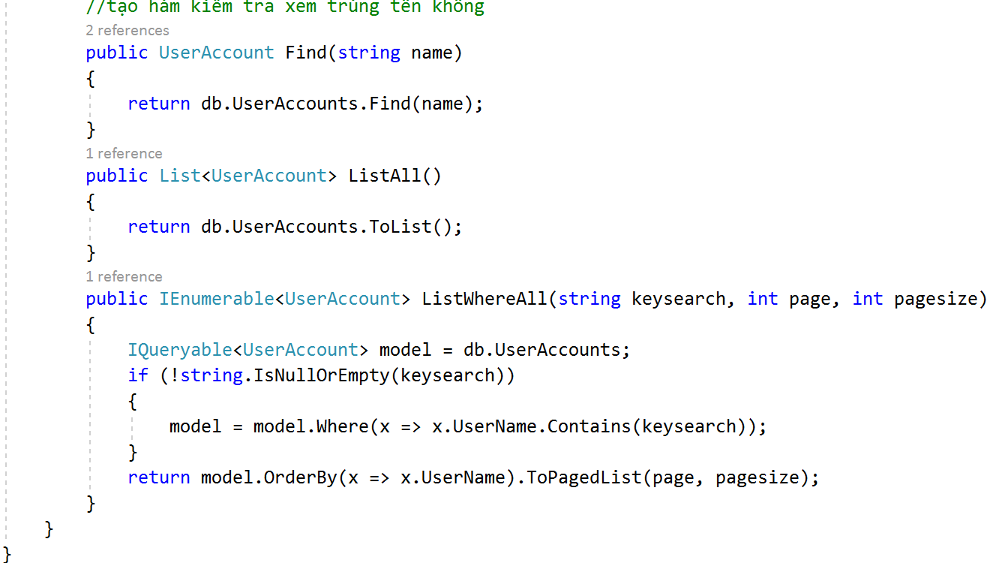 //tạo hàm kiểm tra xem trùng tên không
2 references
public UserAccount Find(string name)
{
return db.UserAccounts.Find(name);
}
1 reference
public List<UserAccount> ListAll()
{
return db.UserAccounts.ToList();
}
1 reference
public IEnumerable<UserAccount> ListWhereAll(string keysearch, int page, int pagesize)
{
IQueryable<UserAccount> model = db.UserAccounts;
if (!string.IsNullOrEmpty(keysearch))
{
model = model.Where(x => x.UserName.Contains(keysearch));
}
return model.OrderBy(x => x.UserName).ToPagedList(page, pagesize);
}
}
}